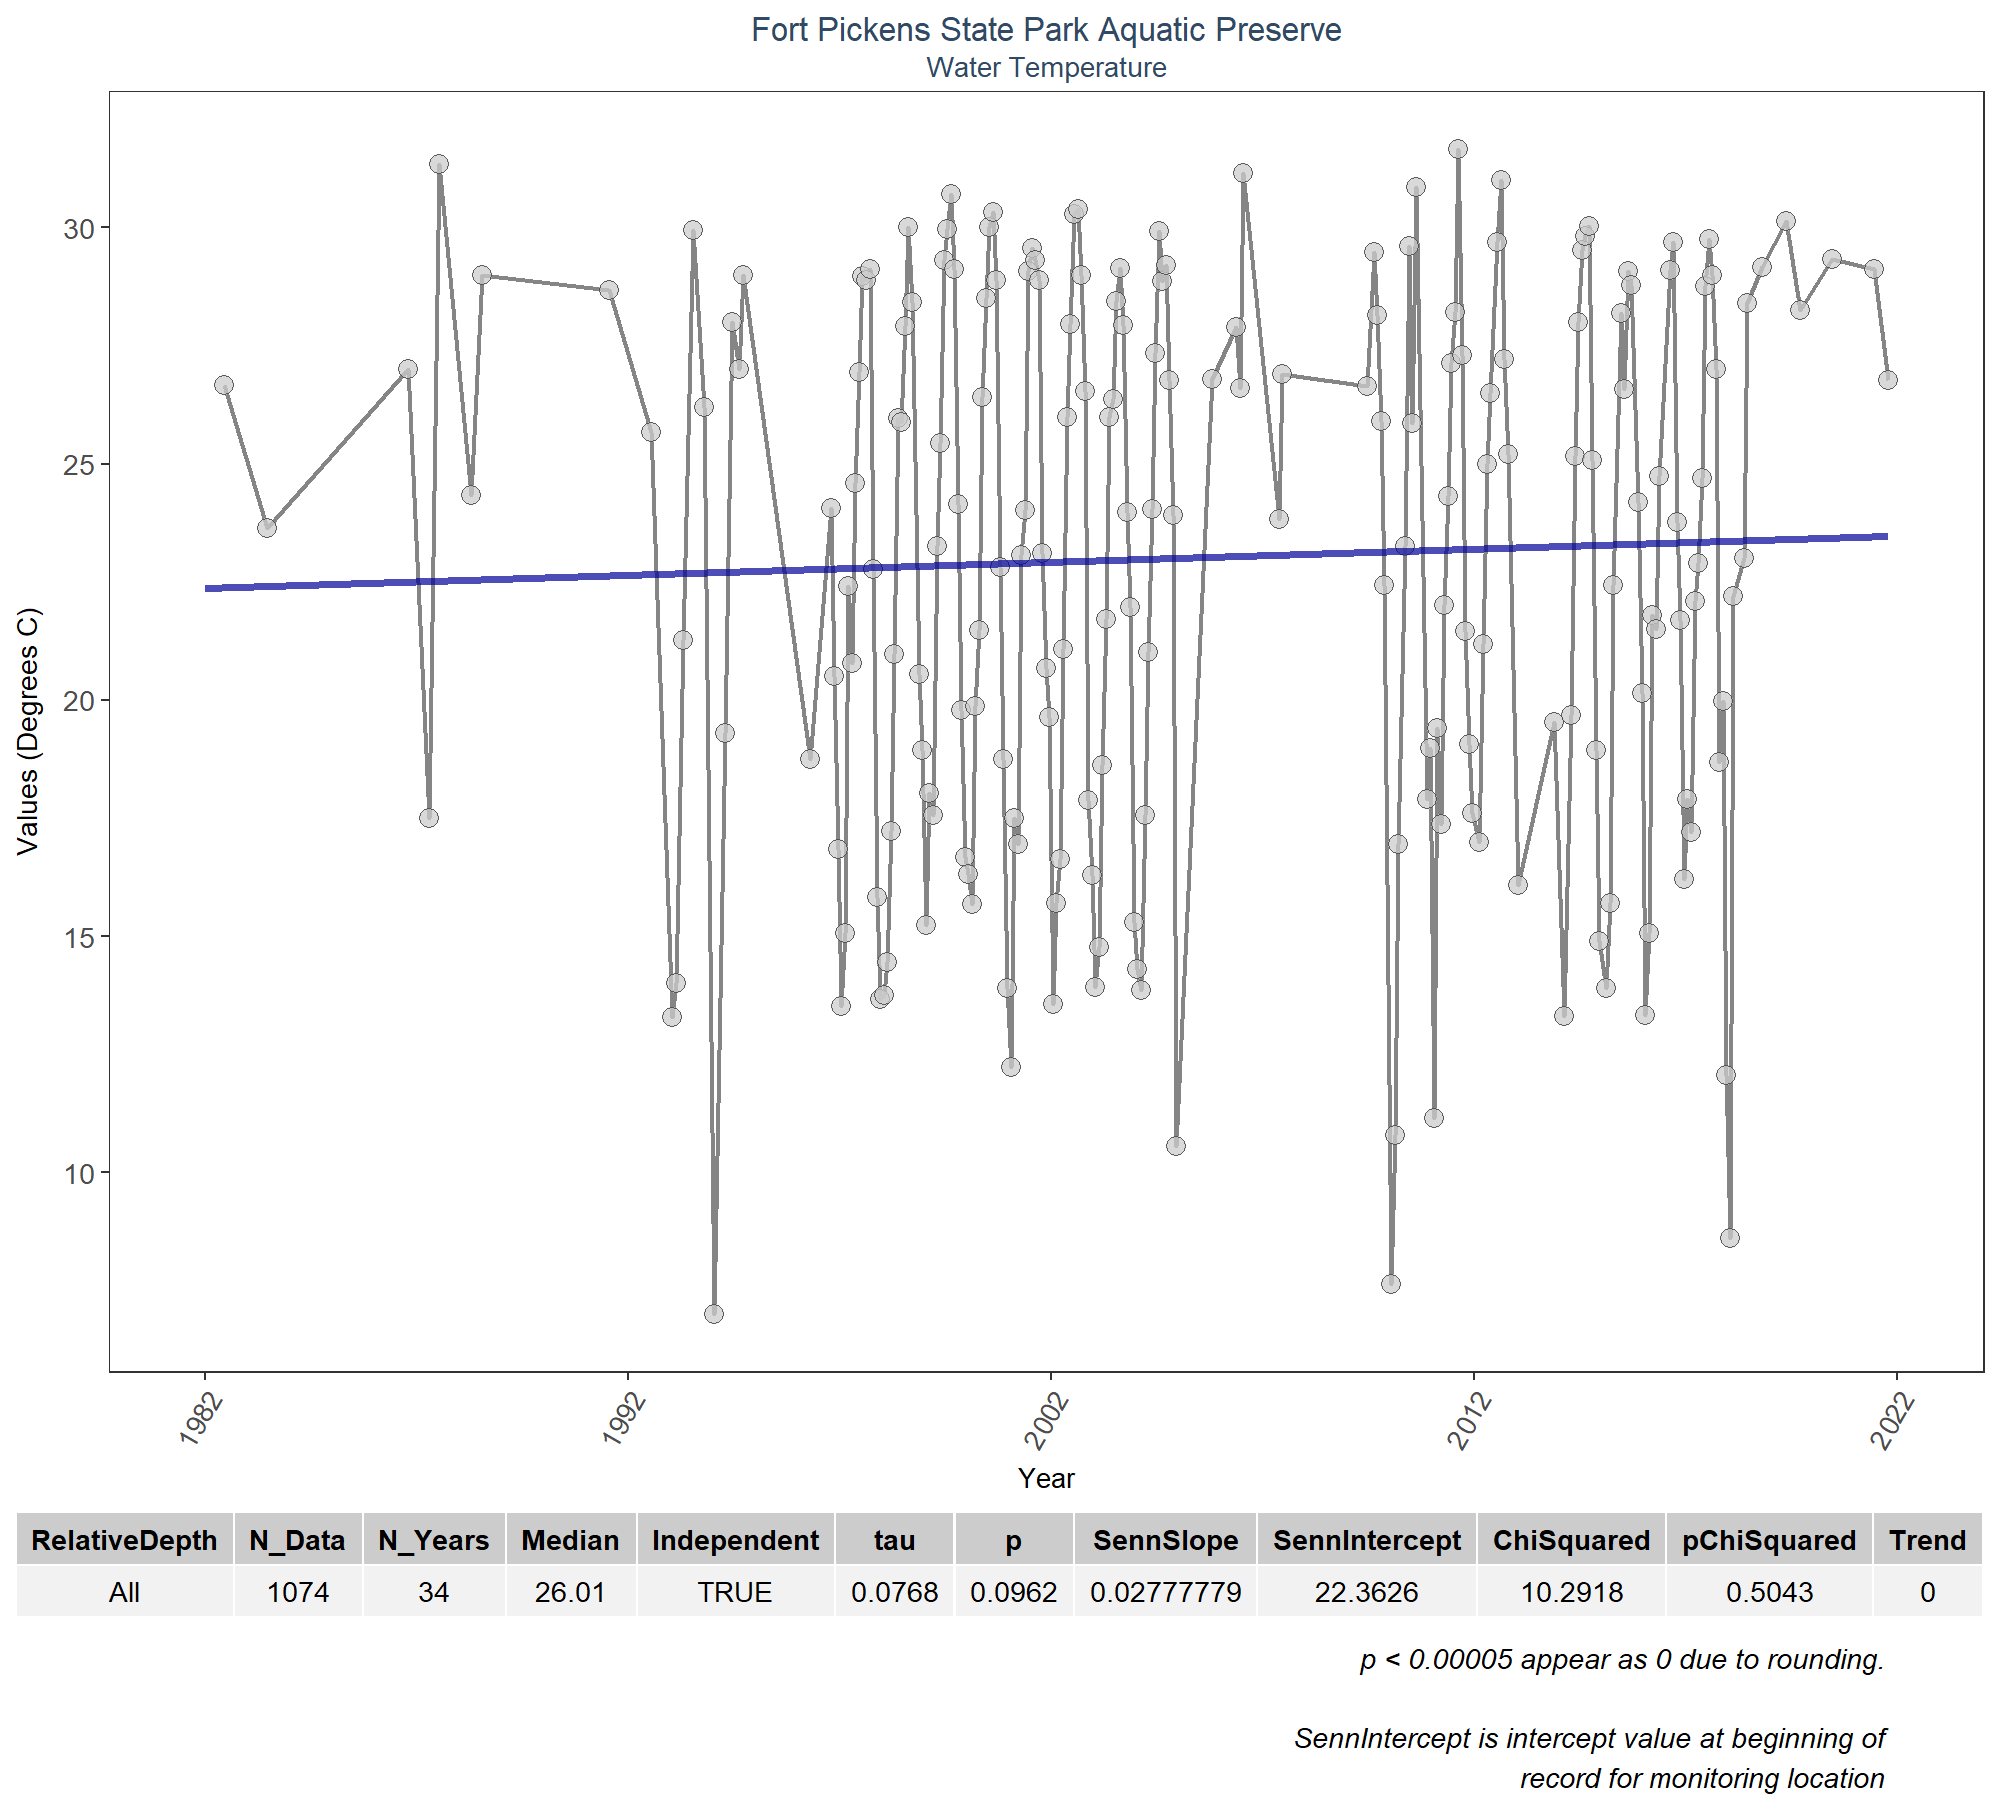 Fort Pickens State Park Aquatic Preserve
Water Temperature
Values (Degrees C)
30
25
20
15
10
1982
1992
2002
2012
2022
Year
RelativeDepth N_Data N_Years Median Independent tau p SennSlope SennIntercept ChiSquared pChiSquared Trend
All 1074 34 26.01 TRUE 0.0768 0.0962 0.02777779 22.3626 10.2918 0.5043 0
p < 0.00005 appear as 0 due to rounding.
SennIntercept is intercept value at beginning of
record for monitoring location